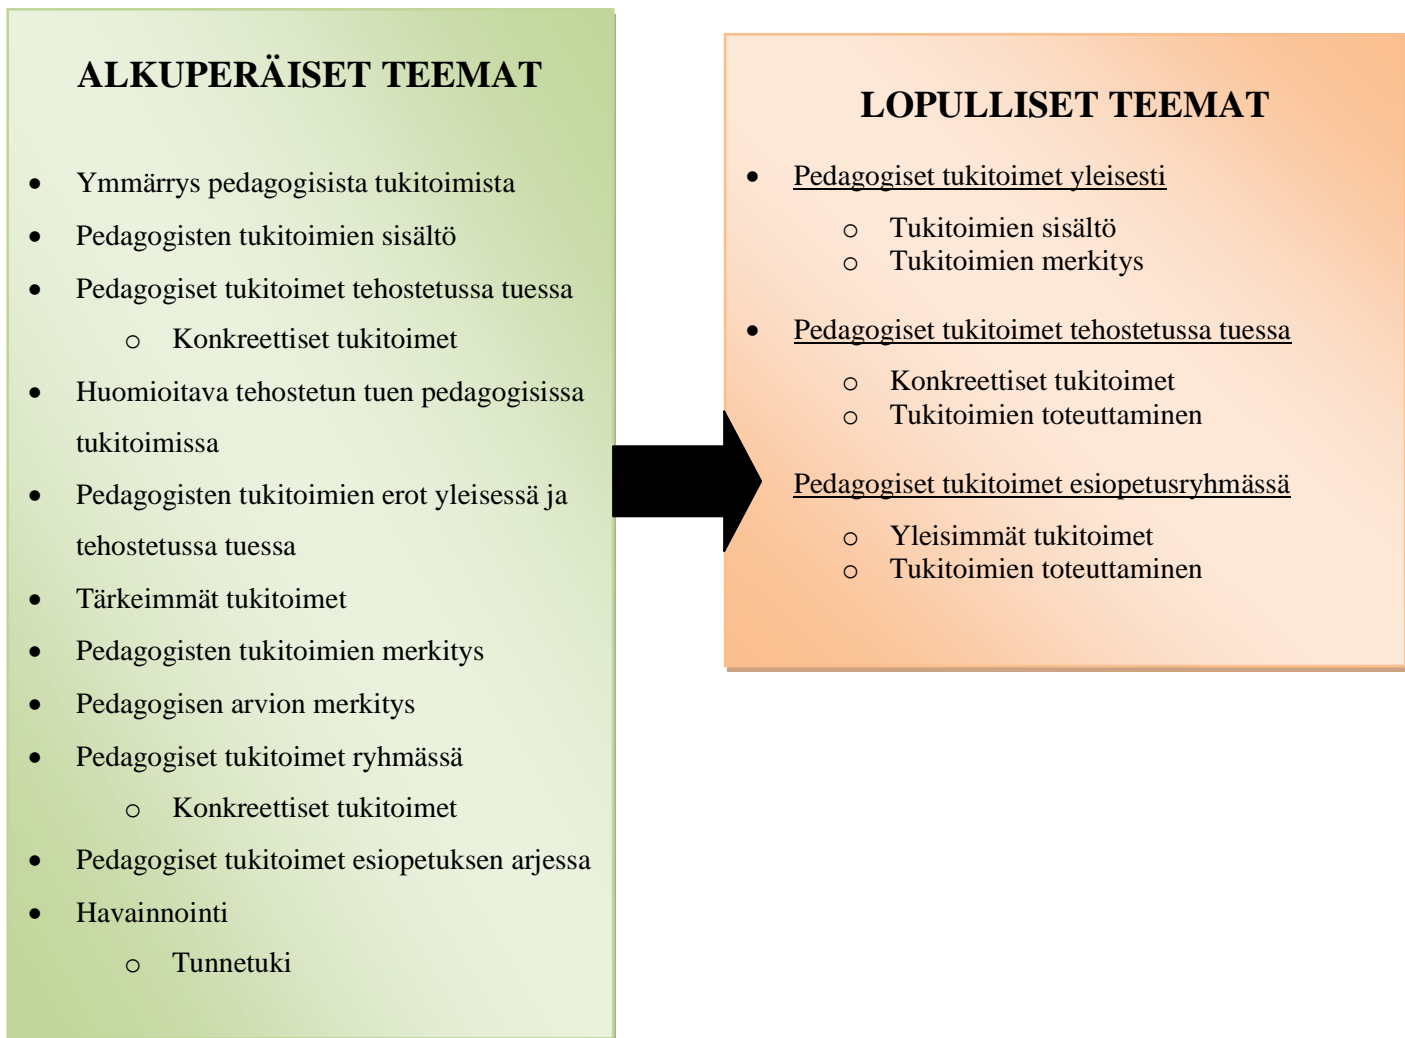 ALKUPERÄISET TEEMAT
• Ymmärrys pedagogisista tukitoimista
• Pedagogisten tukitoimien sisältö
• Pedagogiset tukitoimet tehostetussa tuessa
o Konkreettiset tukitoimet
• Huomioitava tehostetun tuen pedagogisissa
tukitoimissa
• Pedagogisten tukitoimien erot yleisessä ja
tehostetussa tuessa
• Tärkeimmät tukitoimet
• Pedagogisten tukitoimien merkitys
• Pedagogisen arvion merkitys
• Pedagogiset tukitoimet ryhmässä
o Konkreettiset tukitoimet
• Pedagogiset tukitoimet esiopetuksen arjessa
• Havainnointi
o Tunnetuki
LOPULLISET TEEMAT
• Pedagogiset tukitoimet yleisesti
o Tukitoimien sisältö
o Tukitoimien merkitys
• Pedagogiset tukitoimet tehostetussa tuessa
o Konkreettiset tukitoimet
o Tukitoimien toteuttaminen
Pedagogiset tukitoimet esiopetusryhmässä
o Yleisimmät tukitoimet
o Tukitoimien toteuttaminen